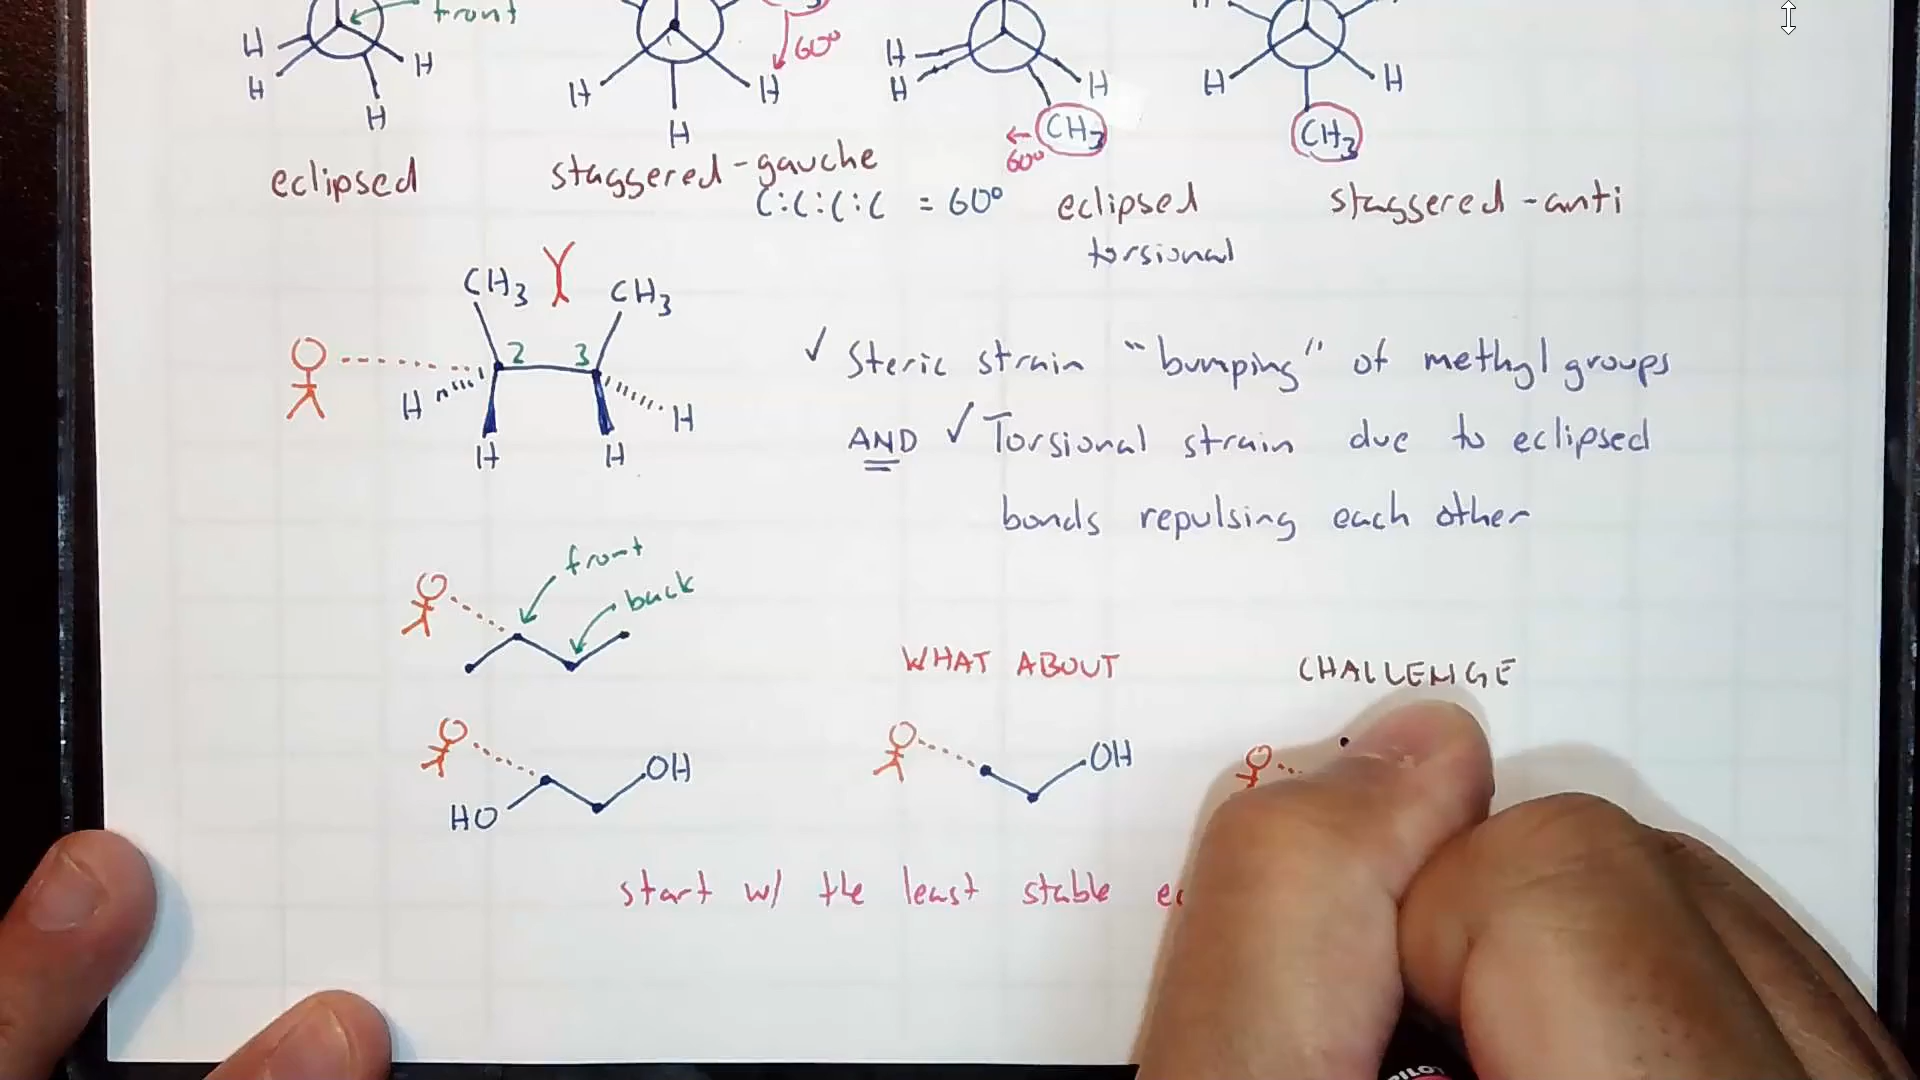 front
H
H
H
H
eclipsed
60°
H
H
H
staggered-gauche
C:C:C:C = 60°
H
H
H
CH3
60°
eclipsed
torsional
H
H
CH3
staggered-anti
CH3
CH3
2 3
H
H
H
H
✓ Steric strain "bumping" of methyl groups
AND ✓ Torsional strain due to eclipsed
bonds repulsing each other
front
back
WHAT ABOUT
CHALLENGE
HO
OH
OH
start w/ the least stable
PILOT